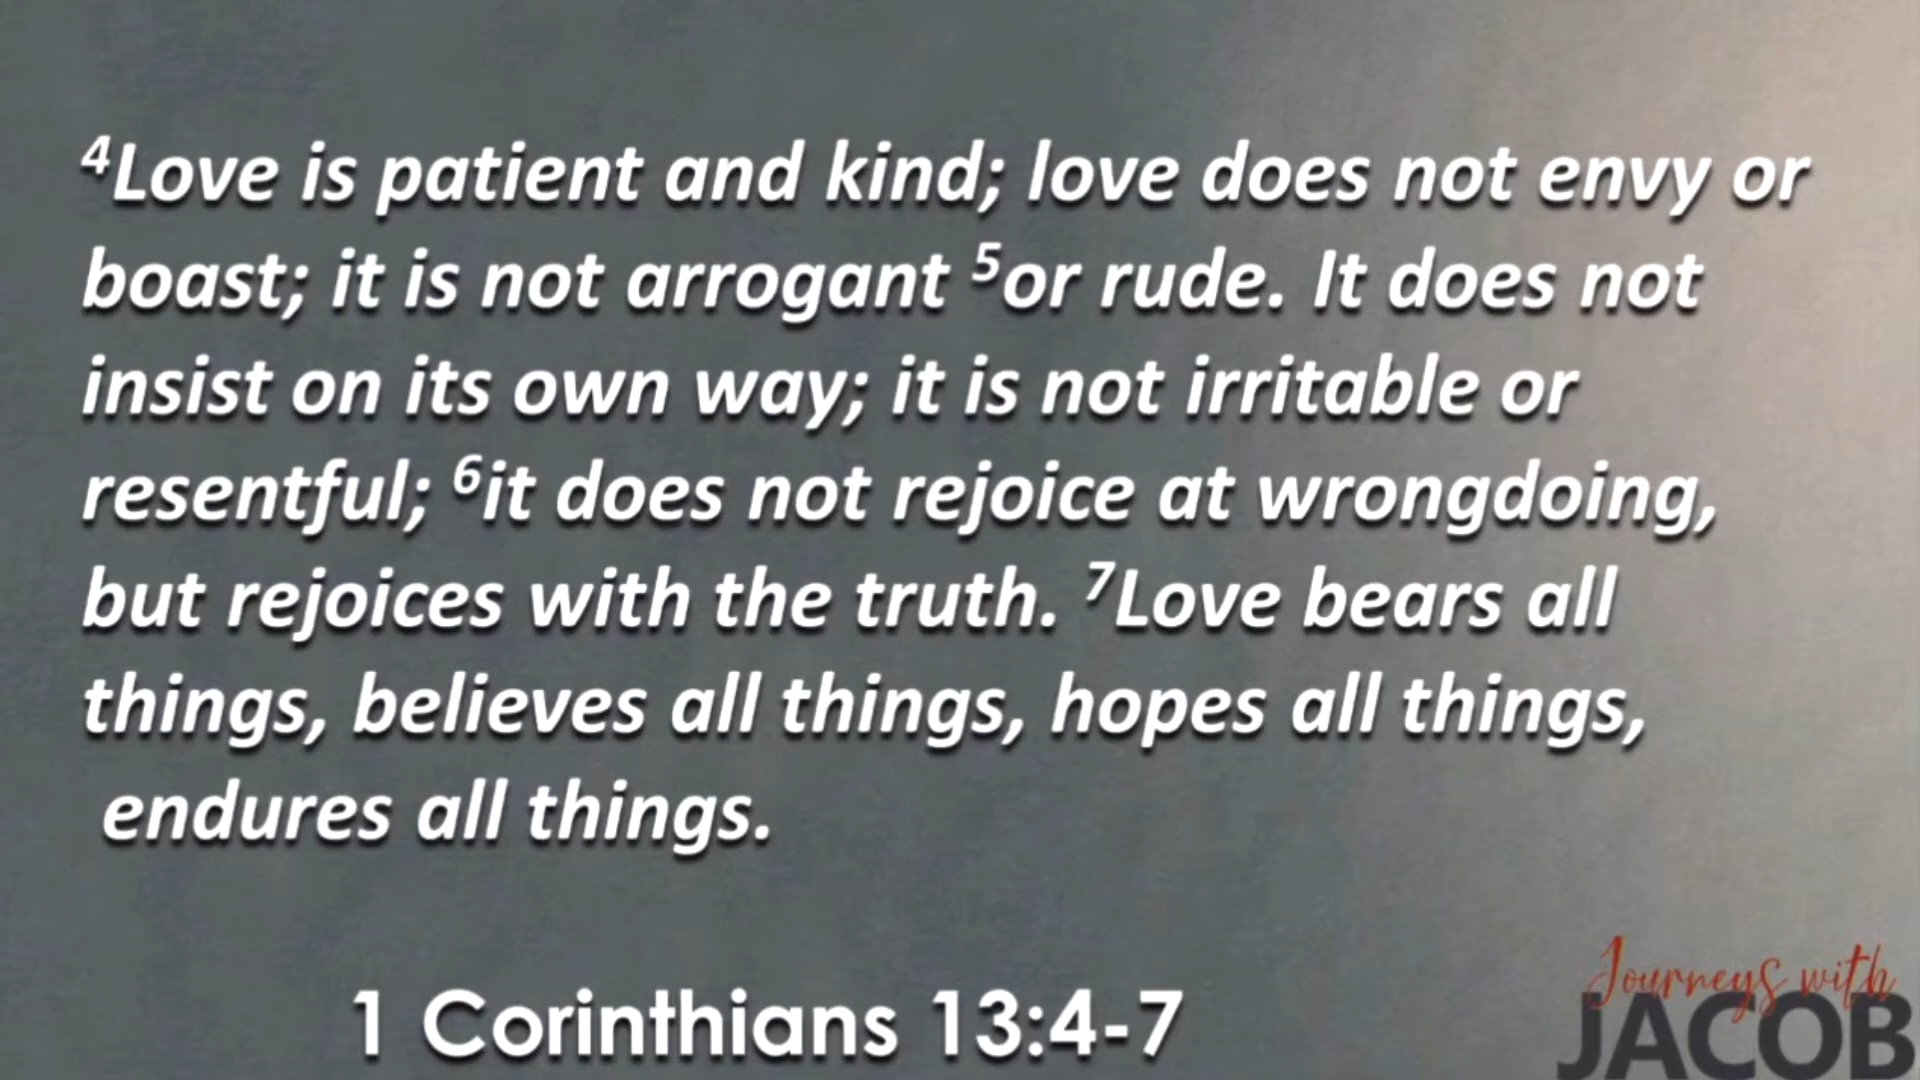 ⁴Love is patient and kind; love does not envy or
boast; it is not arrogant ⁵or rude. It does not
insist on its own way; it is not irritable or
resentful; ⁶it does not rejoice at wrongdoing,
but rejoices with the truth. ⁷Love bears all
things, believes all things, hopes all things,
endures all things.
1 Corinthians 13:4-7
Journeys with
JACOB